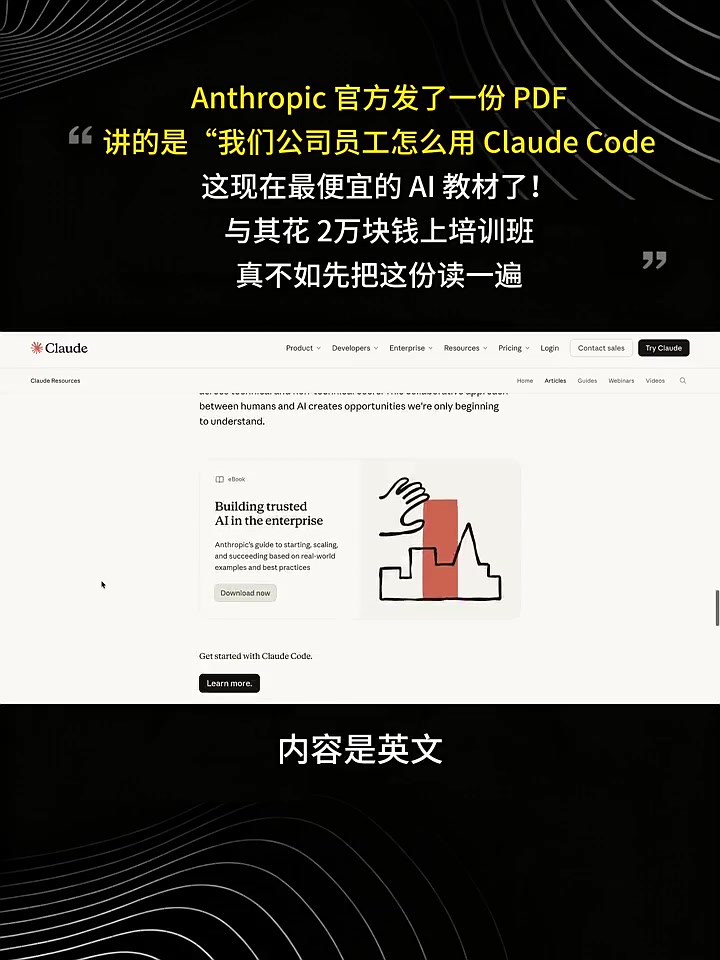 Anthropic 官方发了一份 PDF
“ 讲的是“我们公司员工怎么用 Claude Code
这现在最便宜的 AI 教材了！
与其花 2万块钱上培训班
”
真不如先把这份读一遍
Claude
Product Developers Enterprise Resources Pricing Login Contact sales Try Claude
Claude Resources Home Articles Guides Webinars Videos
between humans and AI creates opportunities we're only beginning
to understand.
eBook
Building trusted
AI in the enterprise
Anthropic's guide to starting, scaling,
and succeeding based on real-world
examples and best practices
Download now
Get started with Claude Code.
Learn more.
内容是英文